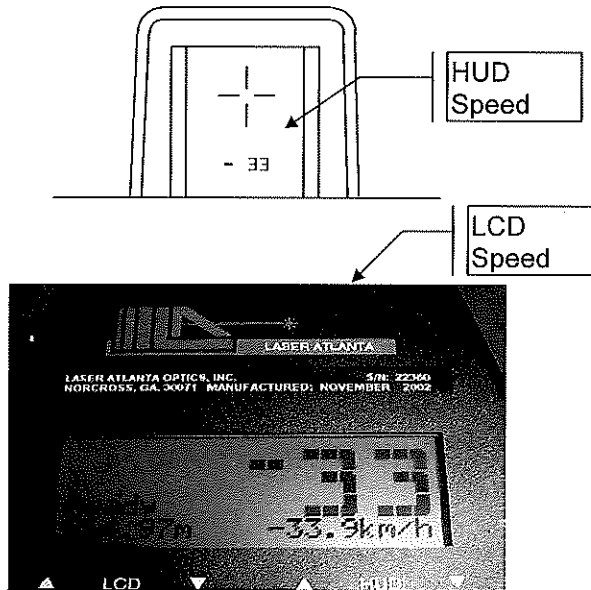 HUD
Speed
- 33
LCD
Speed
LASER ATLANTA
LASER ATLANTA OPTICS, INC. S/N: 22360
NORCROSS, GA. 30071 MANUFACTURED: NOVEMBER 2002
-33
-33.9km/h
LCD HUD